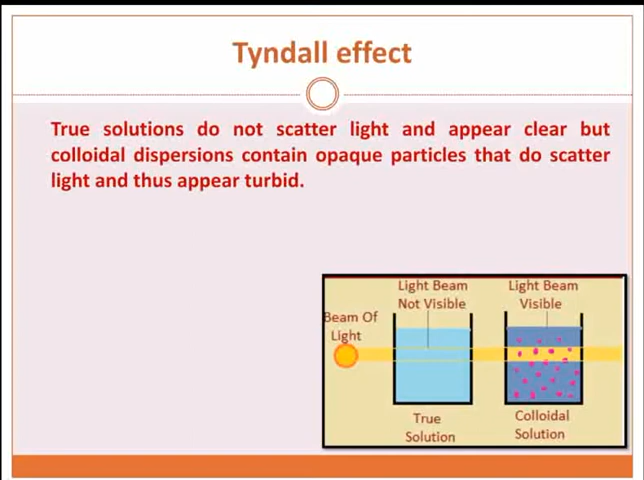 Tyndall effect
True solutions do not scatter light and appear clear but
colloidal dispersions contain opaque particles that do scatter
light and thus appear turbid.
Light Beam
Not Visible
Light Beam
Visible
Beam Of
Light
True
Solution
Colloidal
Solution